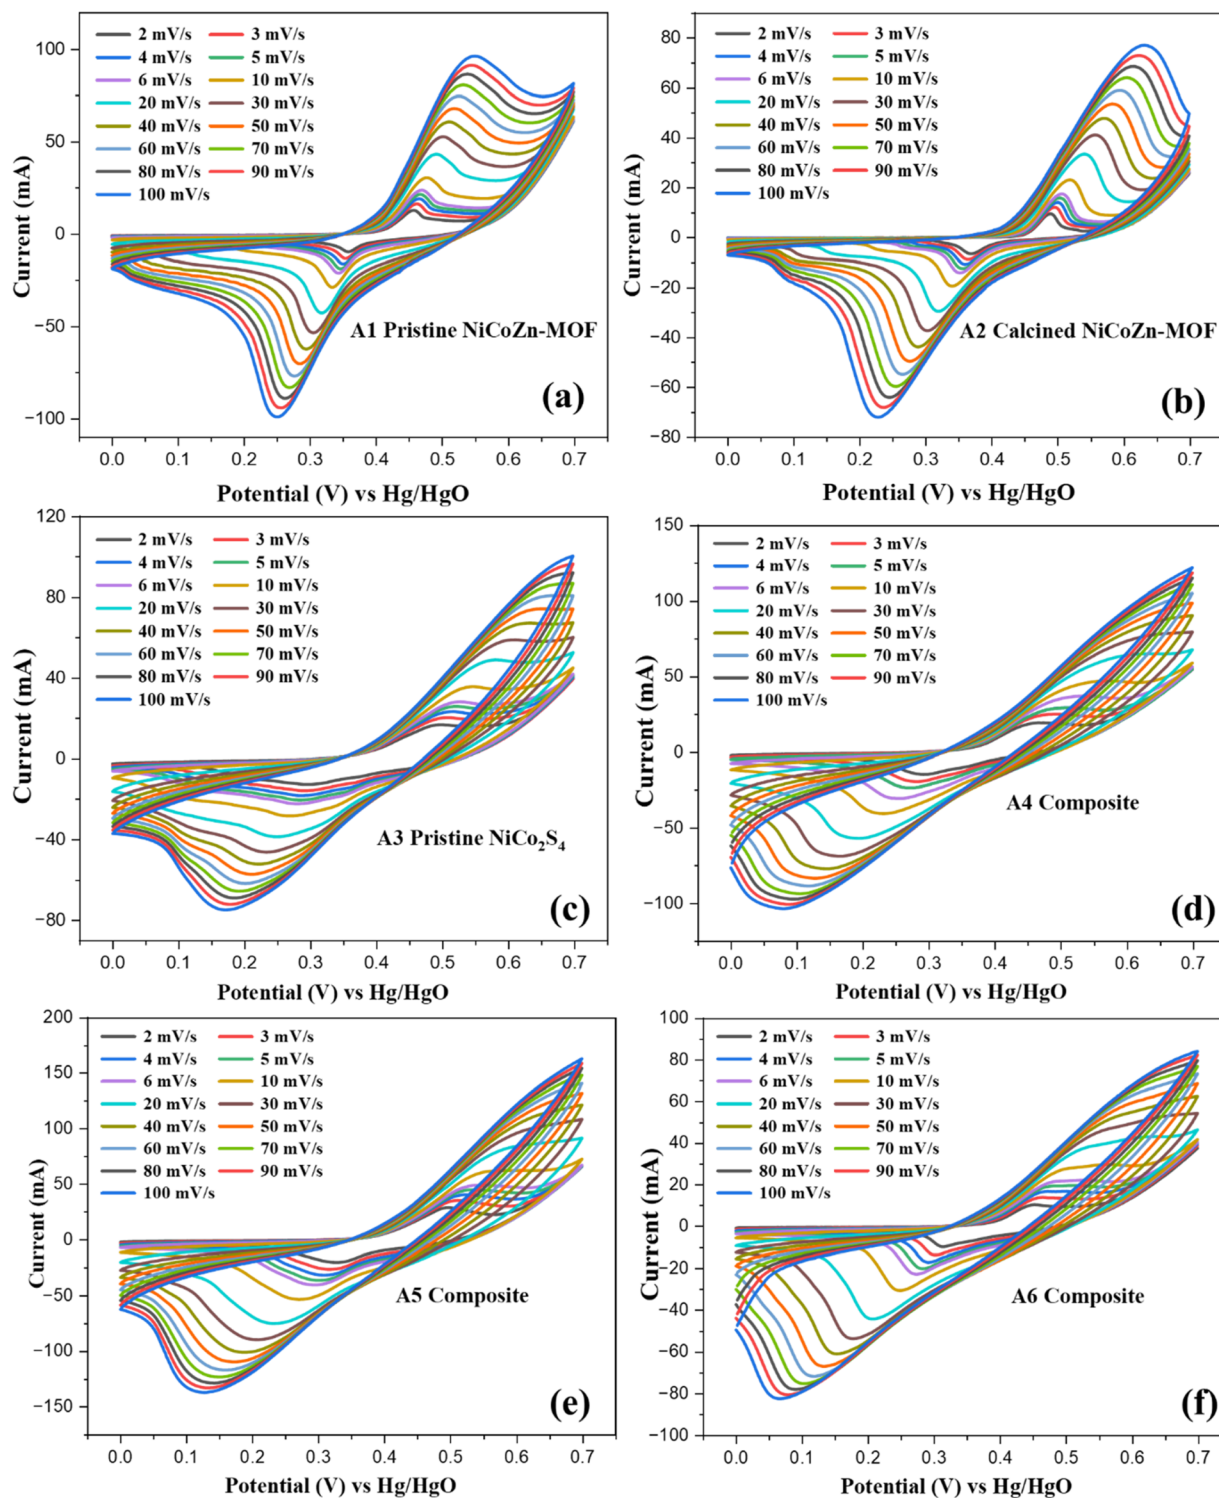 100
50
0
−50
−100
Current (mA)
2 mV/s 3 mV/s
4 mV/s 5 mV/s
6 mV/s 10 mV/s
20 mV/s 30 mV/s
40 mV/s 50 mV/s
60 mV/s 70 mV/s
80 mV/s 90 mV/s
100 mV/s
A1 Pristine NiCoZn-MOF
(a)
0.0 0.1 0.2 0.3 0.4 0.5 0.6 0.7
Potential (V) vs Hg/HgO
80
60
40
20
0
−20
−40
−60
−80
Current (mA)
2 mV/s 3 mV/s
4 mV/s 5 mV/s
6 mV/s 10 mV/s
20 mV/s 30 mV/s
40 mV/s 50 mV/s
60 mV/s 70 mV/s
80 mV/s 90 mV/s
100 mV/s
A2 Calcined NiCoZn-MOF
(b)
0.0 0.1 0.2 0.3 0.4 0.5 0.6 0.7
Potential (V) vs Hg/HgO
120
80
40
0
−40
−80
Current (mA)
2 mV/s 3 mV/s
4 mV/s 5 mV/s
6 mV/s 10 mV/s
20 mV/s 30 mV/s
40 mV/s 50 mV/s
60 mV/s 70 mV/s
80 mV/s 90 mV/s
100 mV/s
A3 Pristine NiCo₂S₄
(c)
0.0 0.1 0.2 0.3 0.4 0.5 0.6 0.7
Potential (V) vs Hg/HgO
150
100
50
0
−50
−100
Current (mA)
2 mV/s 3 mV/s
4 mV/s 5 mV/s
6 mV/s 10 mV/s
20 mV/s 30 mV/s
40 mV/s 50 mV/s
60 mV/s 70 mV/s
80 mV/s 90 mV/s
100 mV/s
A4 Composite
(d)
0.0 0.1 0.2 0.3 0.4 0.5 0.6 0.7
Potential (V) vs Hg/HgO
200
150
100
50
0
−50
−100
−150
Current (mA)
2 mV/s 3 mV/s
4 mV/s 5 mV/s
6 mV/s 10 mV/s
20 mV/s 30 mV/s
40 mV/s 50 mV/s
60 mV/s 70 mV/s
80 mV/s 90 mV/s
100 mV/s
A5 Composite
(e)
0.0 0.1 0.2 0.3 0.4 0.5 0.6 0.7
Potential (V) vs Hg/HgO
100
80
60
40
20
0
−20
−40
−60
−80
−100
Current (mA)
2 mV/s 3 mV/s
4 mV/s 5 mV/s
6 mV/s 10 mV/s
20 mV/s 30 mV/s
40 mV/s 50 mV/s
60 mV/s 70 mV/s
80 mV/s 90 mV/s
100 mV/s
A6 Composite
(f)
0.0 0.1 0.2 0.3 0.4 0.5 0.6 0.7
Potential (V) vs Hg/HgO